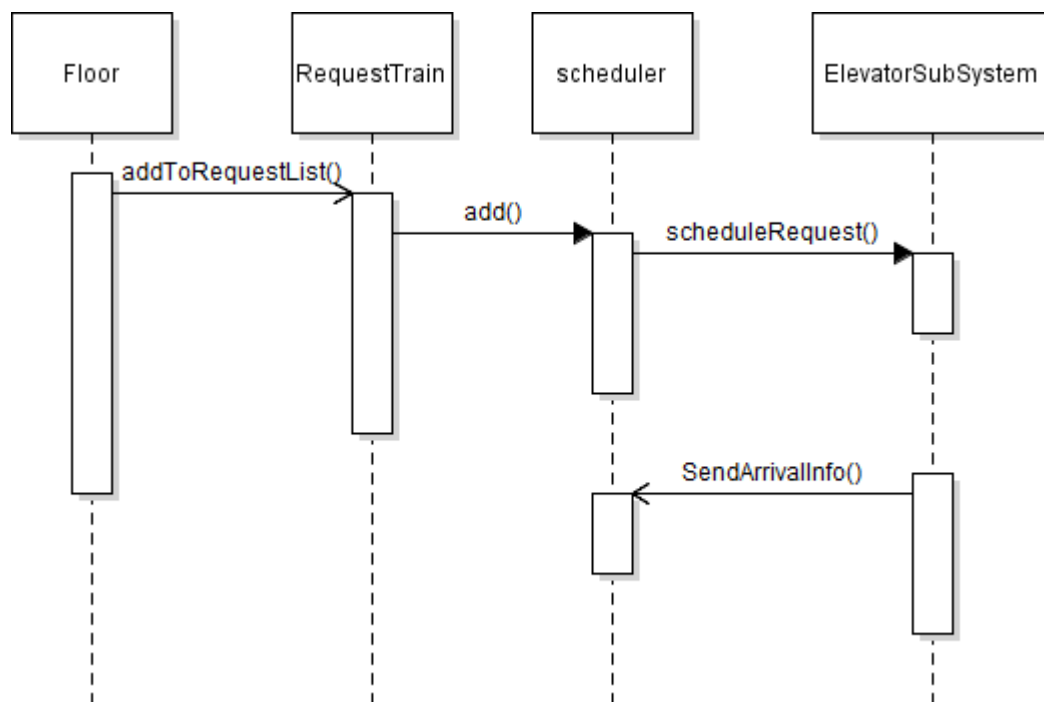 Floor
RequestTrain
scheduler
ElevatorSubSystem
addToRequestList()
add()
scheduleRequest()
SendArrivalInfo()